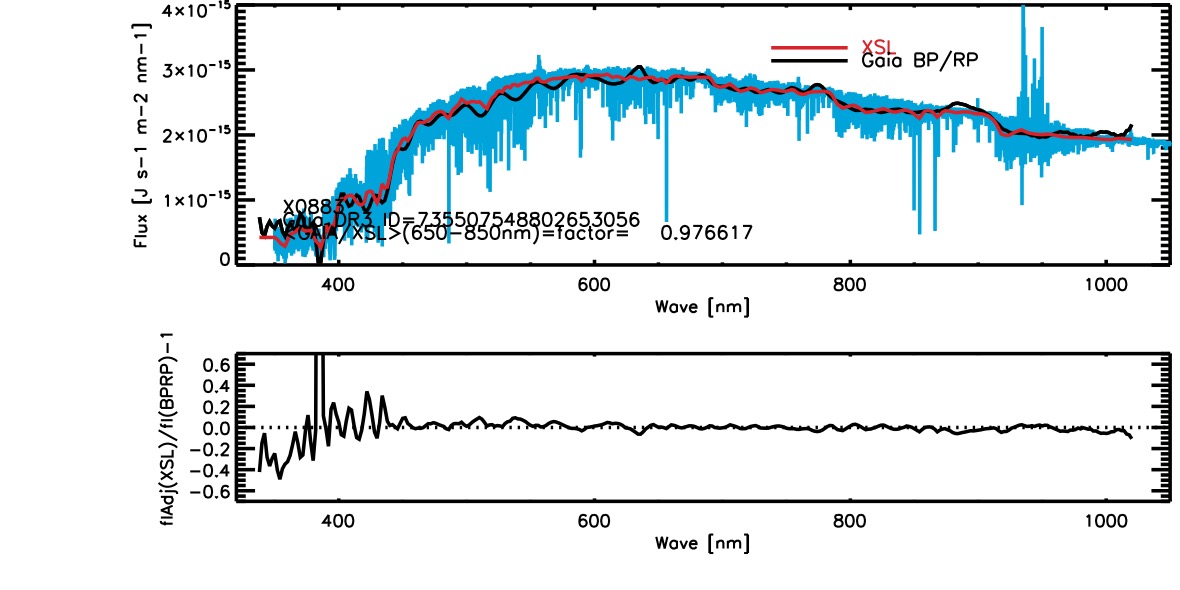 4×10⁻¹⁵
3×10⁻¹⁵
2×10⁻¹⁵
1×10⁻¹⁵
0
Flux [J s−1 m−2 nm−1]
XSL
Gaia BP/RP
X0883
Gaia DR3 ID=735507548802653056
<GAIA/XSL>(650−850nm)=factor= 0.976617
400 600 800 1000
Wave [nm]
0.6
0.4
0.2
0.0
−0.2
−0.4
−0.6
flAdj(XSL)/fl(BPRP)−1
400 600 800 1000
Wave [nm]